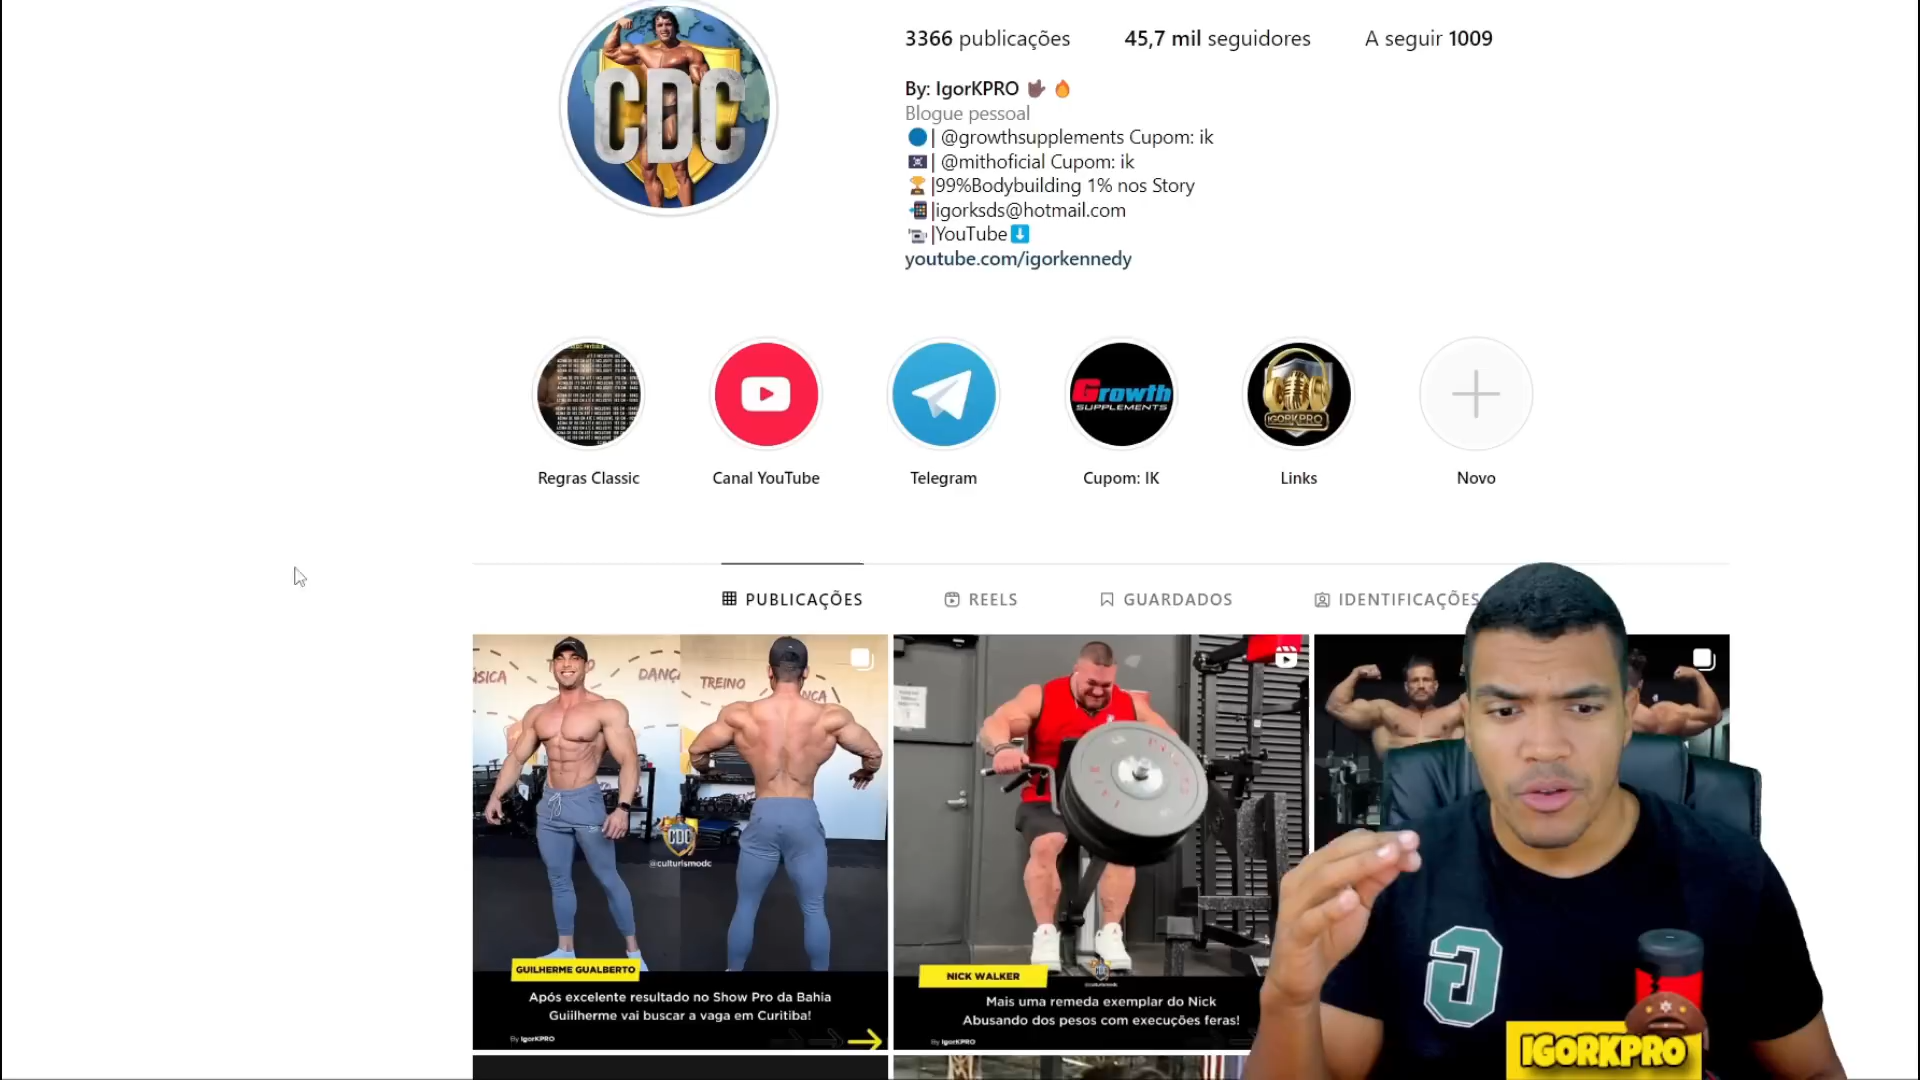 CDC
3366 publicações 45,7 mil seguidores A seguir 1009
By: IgorKPRO
Blogue pessoal
| @growthsupplements Cupom: ik
| @mithoficial Cupom: ik
|99%Bodybuilding 1% nos Story
|igorksds@hotmail.com
|YouTube
youtube.com/igorkennedy
Growth
SUPPLEMENTS
IGORKPRO
Regras Classic
Canal YouTube
Telegram
Cupom: IK
Links
Novo
PUBLICAÇÕES
REELS
GUARDADOS
IDENTIFICAÇÕES
DANÇA
TREINO
CDC
@culturismodc
GUILHERME GUALBERTO
Após excelente resultado no Show Pro da Bahia
Guiilherme vai buscar a vaga em Curitiba!
By IgorKPRO
NICK WALKER
Mais uma remeda exemplar do Nick
Abusando dos pesos com execuções feras!
By IgorKPRO
G
IGORKPRO